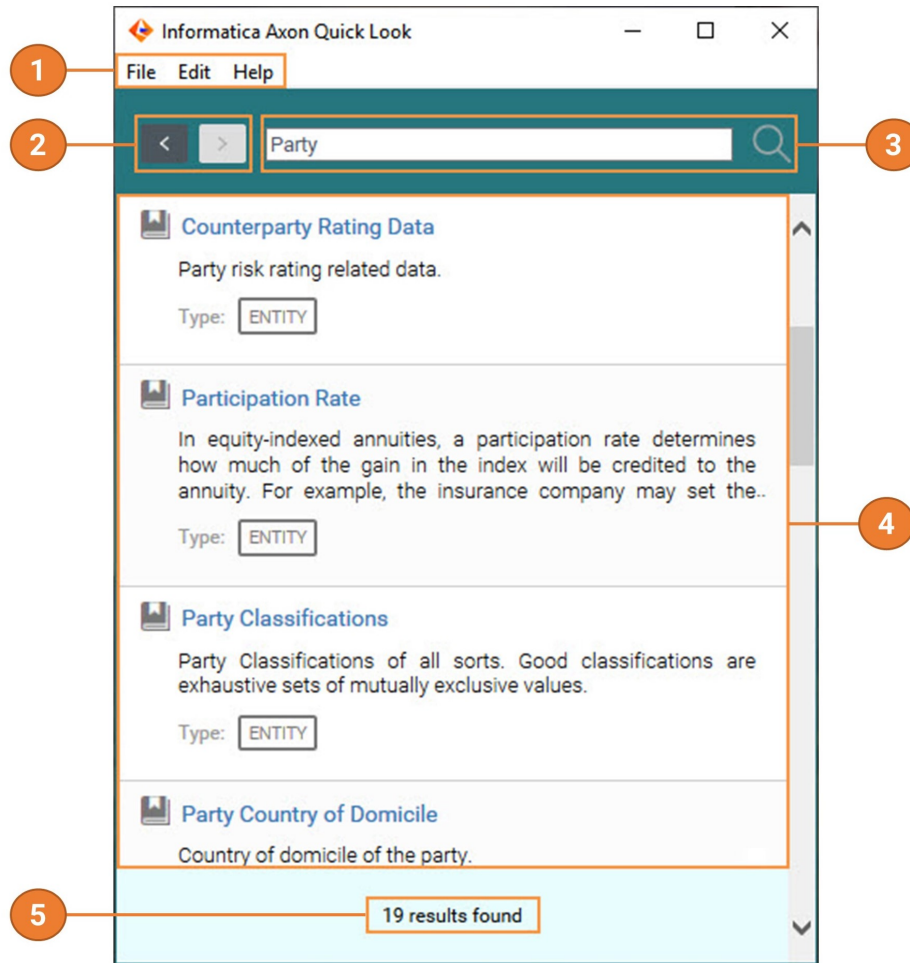 Informatica Axon Quick Look
File Edit Help
1
2
< >
Party
3
Counterparty Rating Data
Party risk rating related data.
Type: ENTITY
Participation Rate
In equity-indexed annuities, a participation rate determines
how much of the gain in the index will be credited to the
annuity. For example, the insurance company may set the..
Type: ENTITY
4
Party Classifications
Party Classifications of all sorts. Good classifications are
exhaustive sets of mutually exclusive values.
Type: ENTITY
Party Country of Domicile
Country of domicile of the party.
5
19 results found